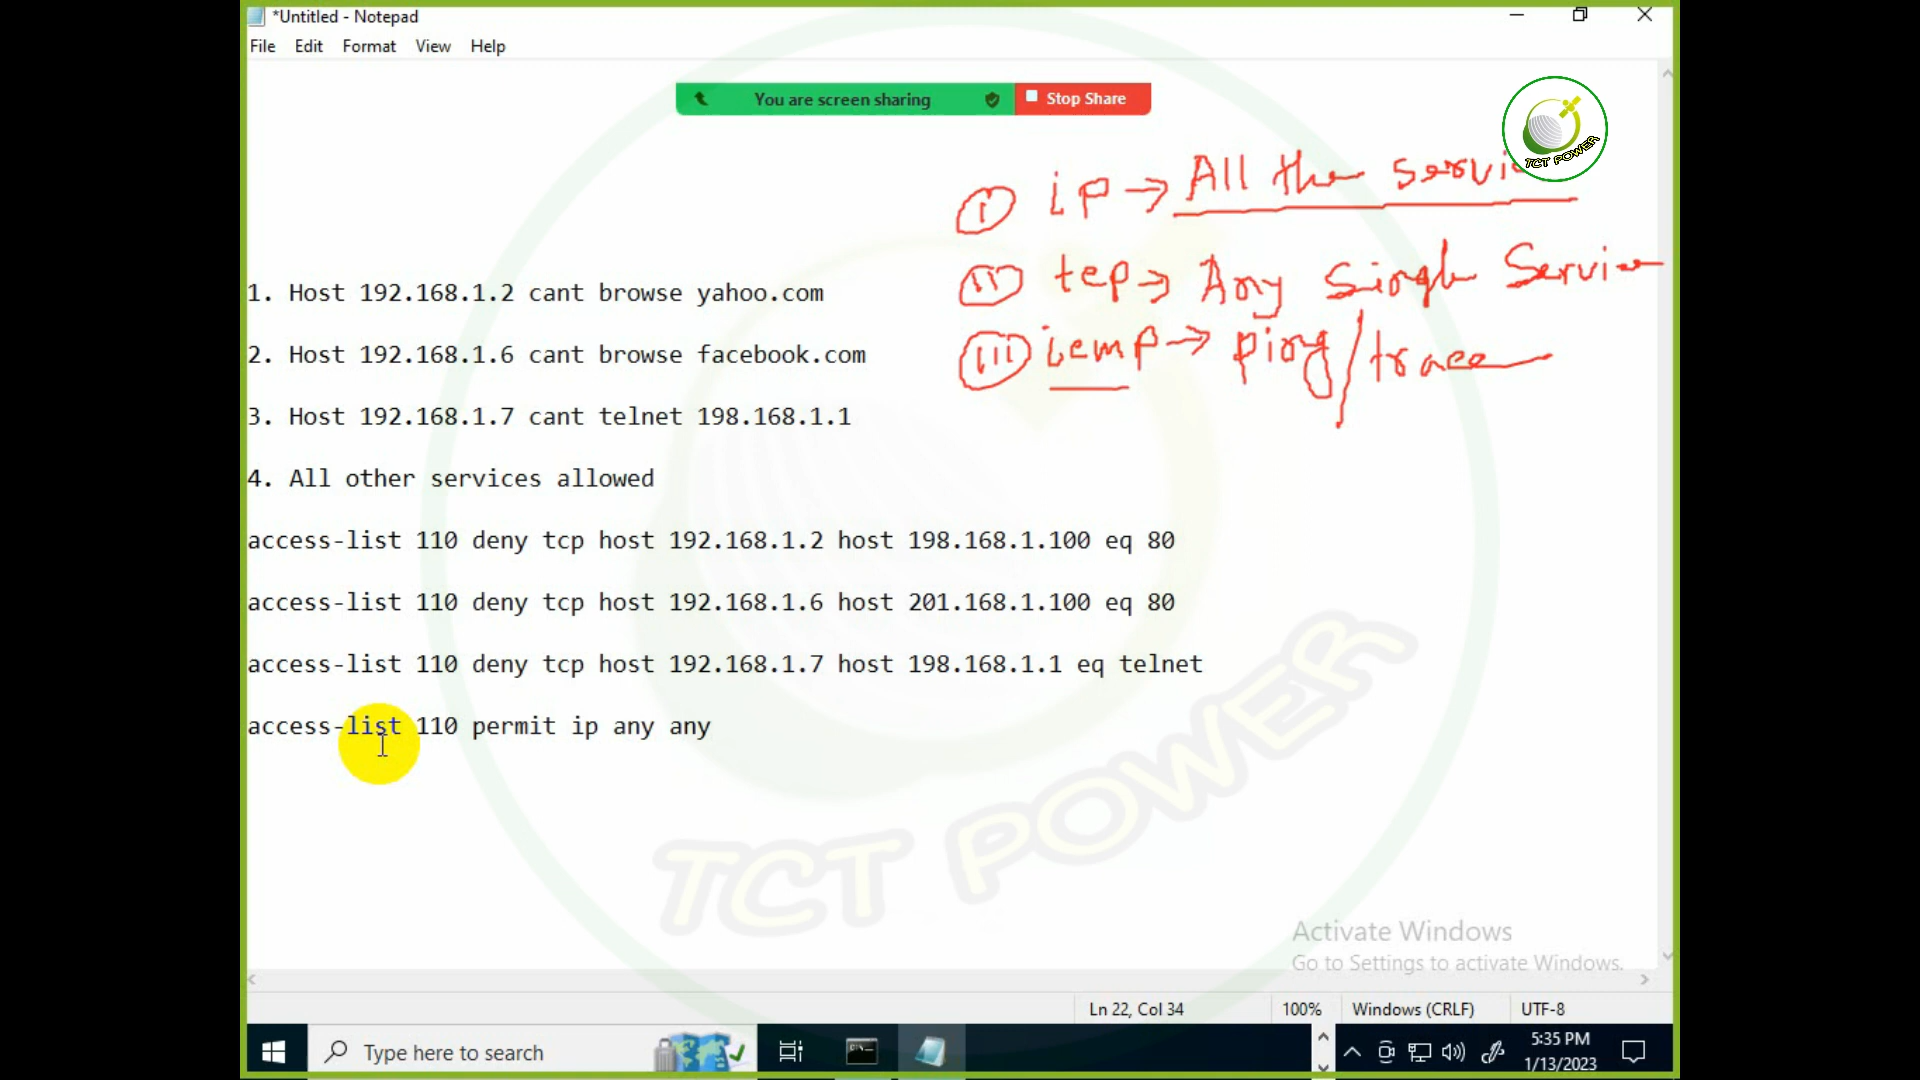 *Untitled - Notepad
File Edit Format View Help
You are screen sharing Stop Share
TCT POWER
i ip → All the servi
ii tcp → Any Single Service
iii icmp → ping/trace
1. Host 192.168.1.2 cant browse yahoo.com
2. Host 192.168.1.6 cant browse facebook.com
3. Host 192.168.1.7 cant telnet 198.168.1.1
4. All other services allowed
access-list 110 deny tcp host 192.168.1.2 host 198.168.1.100 eq 80
access-list 110 deny tcp host 192.168.1.6 host 201.168.1.100 eq 80
access-list 110 deny tcp host 192.168.1.7 host 198.168.1.1 eq telnet
access-list 110 permit ip any any
TCT POWER
Activate Windows
Go to Settings to activate Windows.
Ln 22, Col 34 100% Windows (CRLF) UTF-8
Type here to search
5:35 PM
1/13/2023